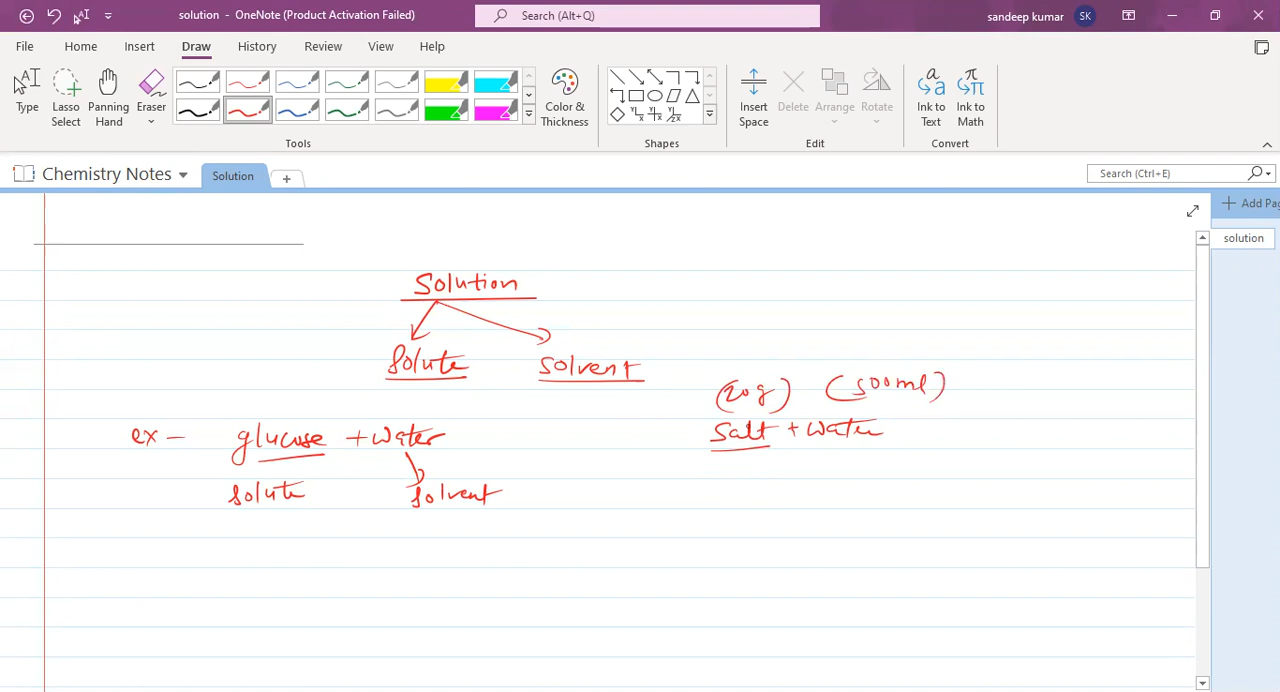 solution - OneNote (Product Activation Failed)
Search (Alt+Q)
sandeep kumar SK
File Home Insert Draw History Review View Help
Type Lasso Select Panning Hand Eraser Color & Thickness Insert Space Delete Arrange Rotate Ink to Text Ink to Math
Tools Shapes Edit Convert
Chemistry Notes Solution + Search (Ctrl+E)
Add Pag
solution
Solution
Solute Solvent
(20g) (500ml)
ex - glucose + water salt + water
solute solvent